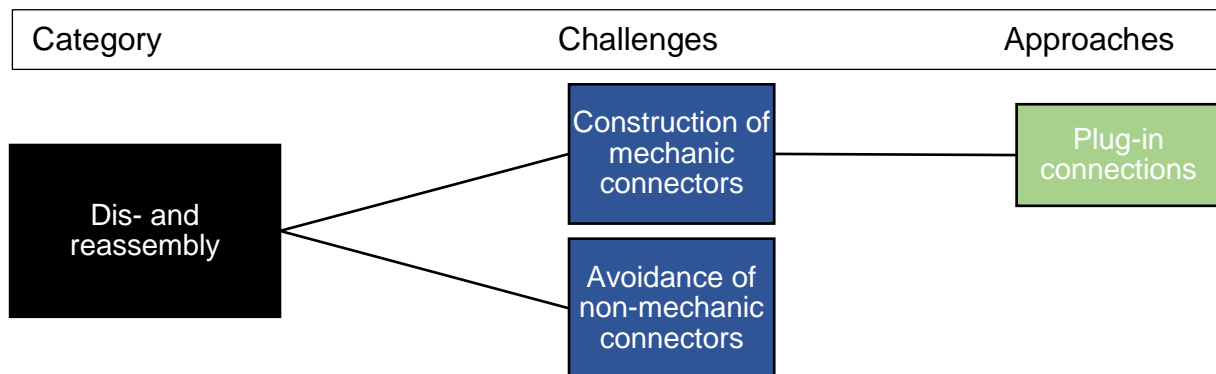 Category Challenges Approaches
Construction of
mechanic
connectors
Plug-in
connections
Dis- and
reassembly
Avoidance of
non-mechanic
connectors